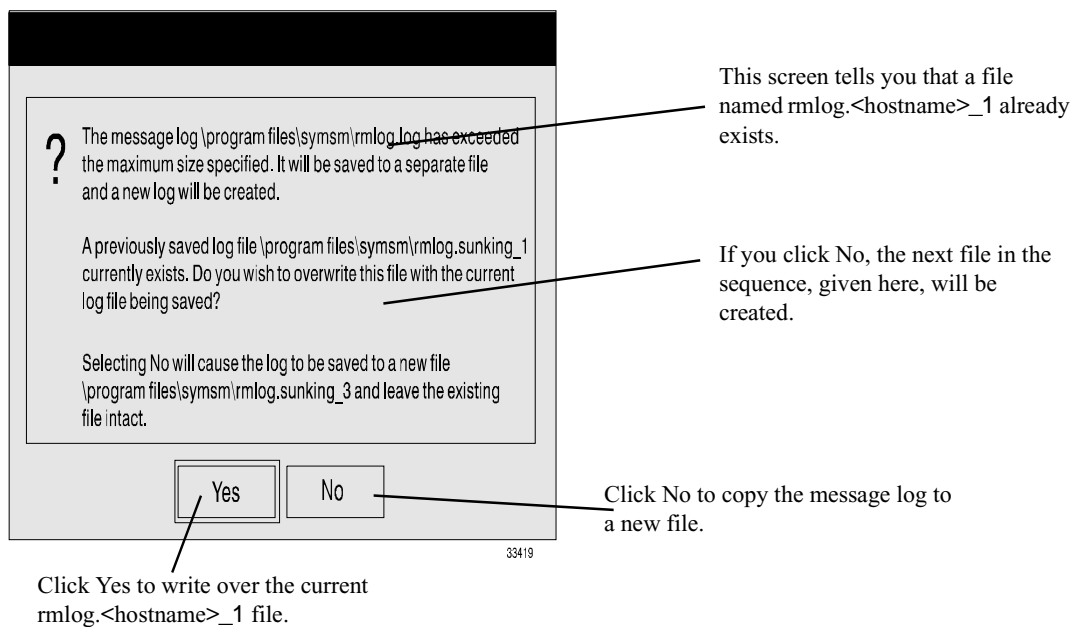 ?
The message log \program files\symsm\rmlog.log has exceeded
the maximum size specified. It will be saved to a separate file
and a new log will be created.
A previously saved log file \program files\symsm\rmlog.sunking_1
currently exists. Do you wish to overwrite this file with the current
log file being saved?
Selecting No will cause the log to be saved to a new file
\program files\symsm\rmlog.sunking_3 and leave the existing
file intact.
Yes
No
33419
This screen tells you that a file
named rmlog.<hostname>_1 already
exists.
If you click No, the next file in the
sequence, given here, will be
created.
Click No to copy the message log to
a new file.
Click Yes to write over the current
rmlog.<hostname>_1 file.